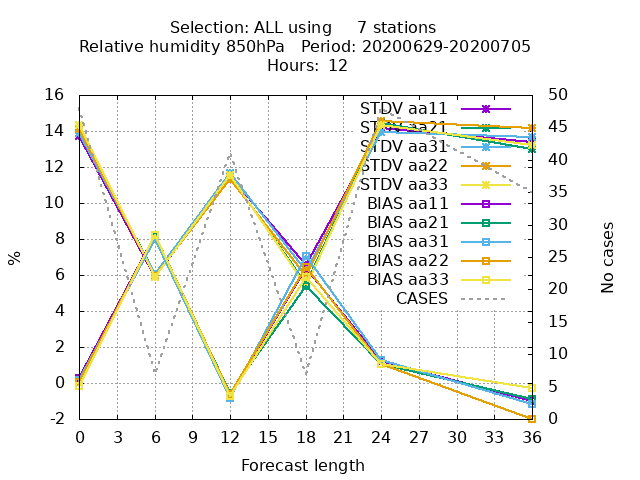 Selection: ALL using 7 stations
Relative humidity 850hPa Period: 20200629-20200705
Hours: 12
16
14
12
10
8
6
4
2
0
-2
%
50
45
40
35
30
25
20
15
10
5
0
No cases
STDV aa11
STDV aa21
STDV aa31
STDV aa22
STDV aa33
BIAS aa11
BIAS aa21
BIAS aa31
BIAS aa22
BIAS aa33
CASES
0 3 6 9 12 15 18 21 24 27 30 33 36
Forecast length